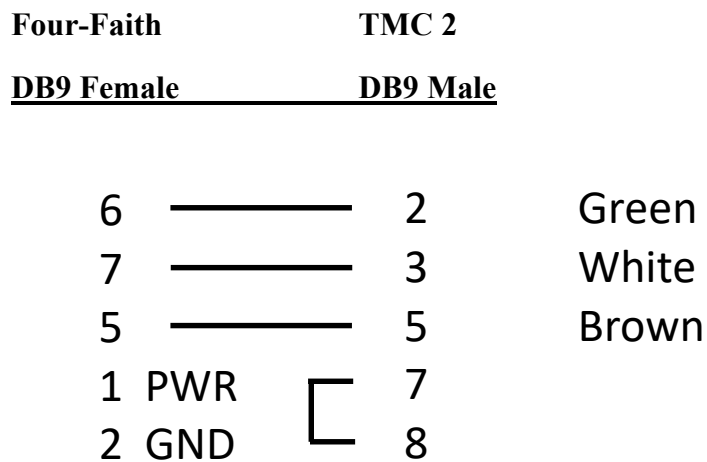 Four-Faith TMC 2
DB9 Female DB9 Male
6 2 Green
7 3 White
5 5 Brown
1 PWR 7
2 GND 8